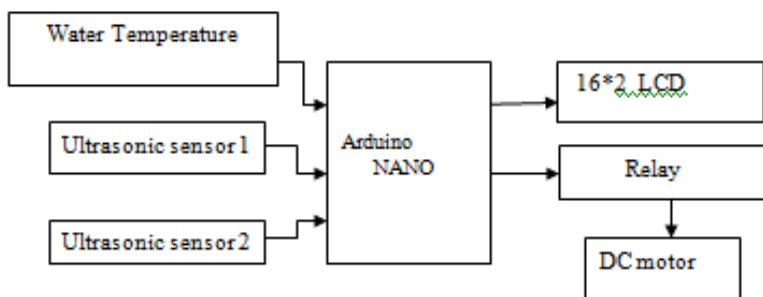 Water Temperature
Ultrasonic sensor 1
Ultrasonic sensor 2
Arduino
NANO
16*2 LCD
Relay
DC motor